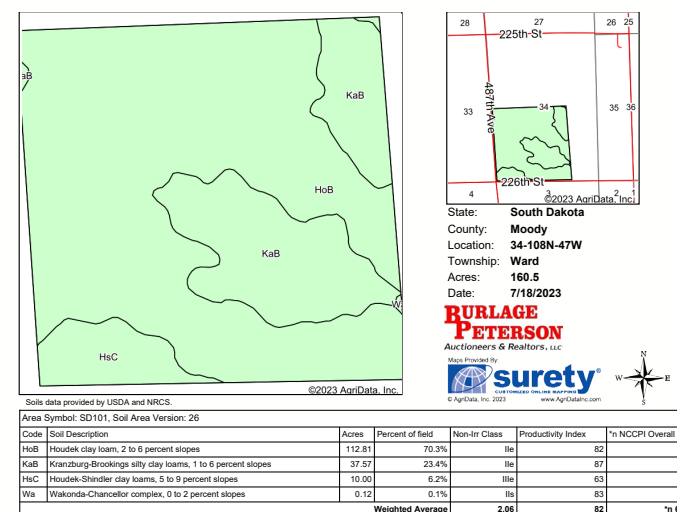 aB
KaB
HoB
KaB
W
HsC
©2023 AgriData, Inc.
Soils data provided by USDA and NRCS.
28 27 26 25
225th St
487th Ave
33 34 35 36
226th St
4 3 2 1
©2023 AgriData, Inc.
State: South Dakota
County: Moody
Location: 34-108N-47W
Township: Ward
Acres: 160.5
Date: 7/18/2023
BURLAGE
PETERSON
Auctioneers & Realtors, LLC
Maps Provided By
surety®
CUSTOMIZED ONLINE MAPPING
© AgriData, Inc. 2023 www.AgriDataInc.com
N
W E
S
Area Symbol: SD101, Soil Area Version: 26
Code Soil Description Acres Percent of field Non-Irr Class Productivity Index *n NCCPI Overall
HoB Houdek clay loam, 2 to 6 percent slopes 112.81 70.3% IIe 82
KaB Kranzburg-Brookings silty clay loams, 1 to 6 percent slopes 37.57 23.4% IIe 87
HsC Houdek-Shindler clay loams, 5 to 9 percent slopes 10.00 6.2% IIIe 63
Wa Wakonda-Chancellor complex, 0 to 2 percent slopes 0.12 0.1% IIs 83
Weighted Average 2.06 82 *n 6